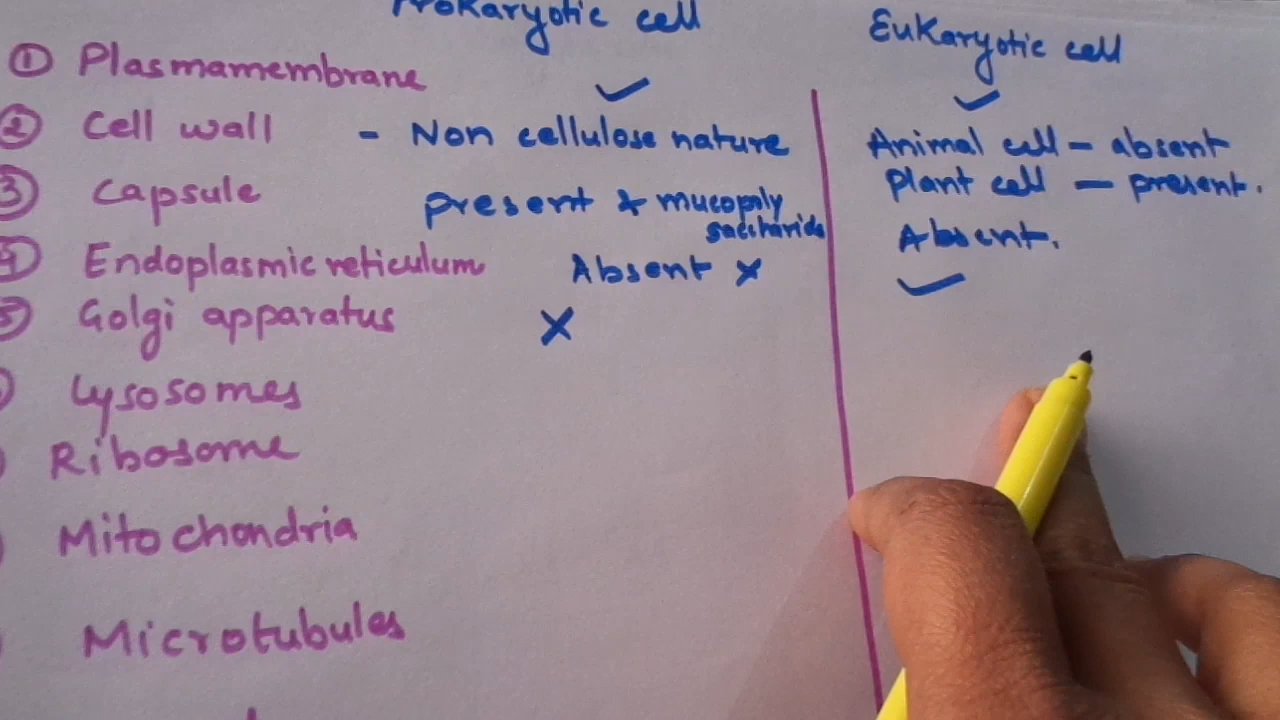 Prokaryotic cell Eukaryotic cell
① Plasmamembrane ✓ ✓
② Cell wall - Non cellulose nature Animal cell - absent
Plant cell - present.
③ Capsule present & mucopoly
saccharide Absent.
④ Endoplasmic reticulum Absent × ✓
⑤ Golgi apparatus ×
Lysosomes
Ribosome
Mitochondria
Microtubules